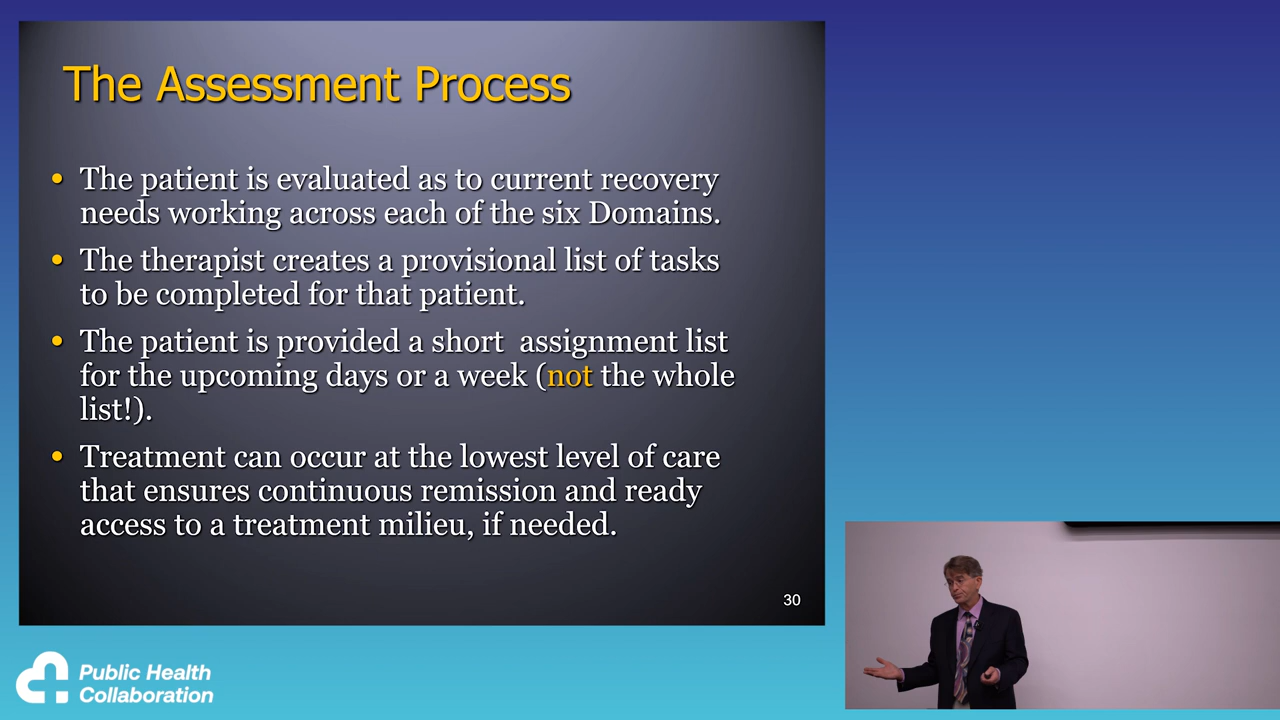 The Assessment Process
• The patient is evaluated as to current recovery
needs working across each of the six Domains.
• The therapist creates a provisional list of tasks
to be completed for that patient.
• The patient is provided a short  assignment list
for the upcoming days or a week (not the whole
list!).
• Treatment can occur at the lowest level of care
that ensures continuous remission and ready
access to a treatment milieu, if needed.
30
Public Health
Collaboration